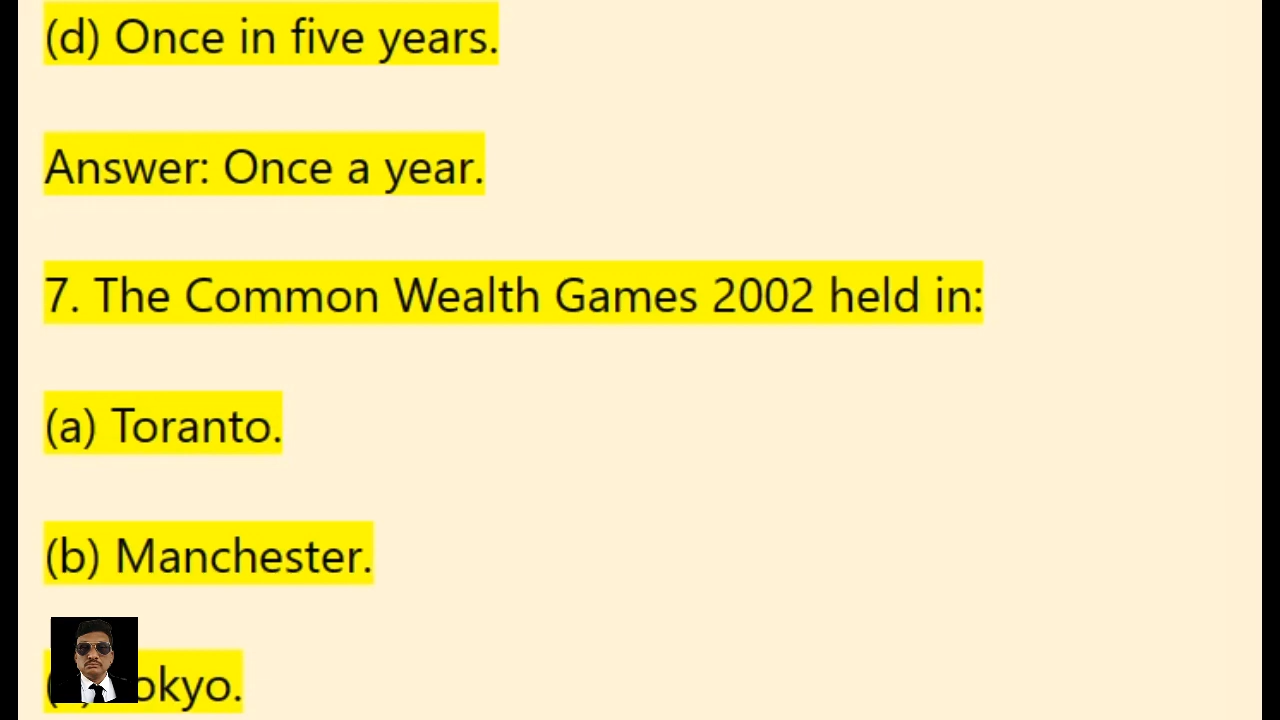 (d) Once in five years.
Answer: Once a year.
7. The Common Wealth Games 2002 held in:
(a) Toranto.
(b) Manchester.
okyo.